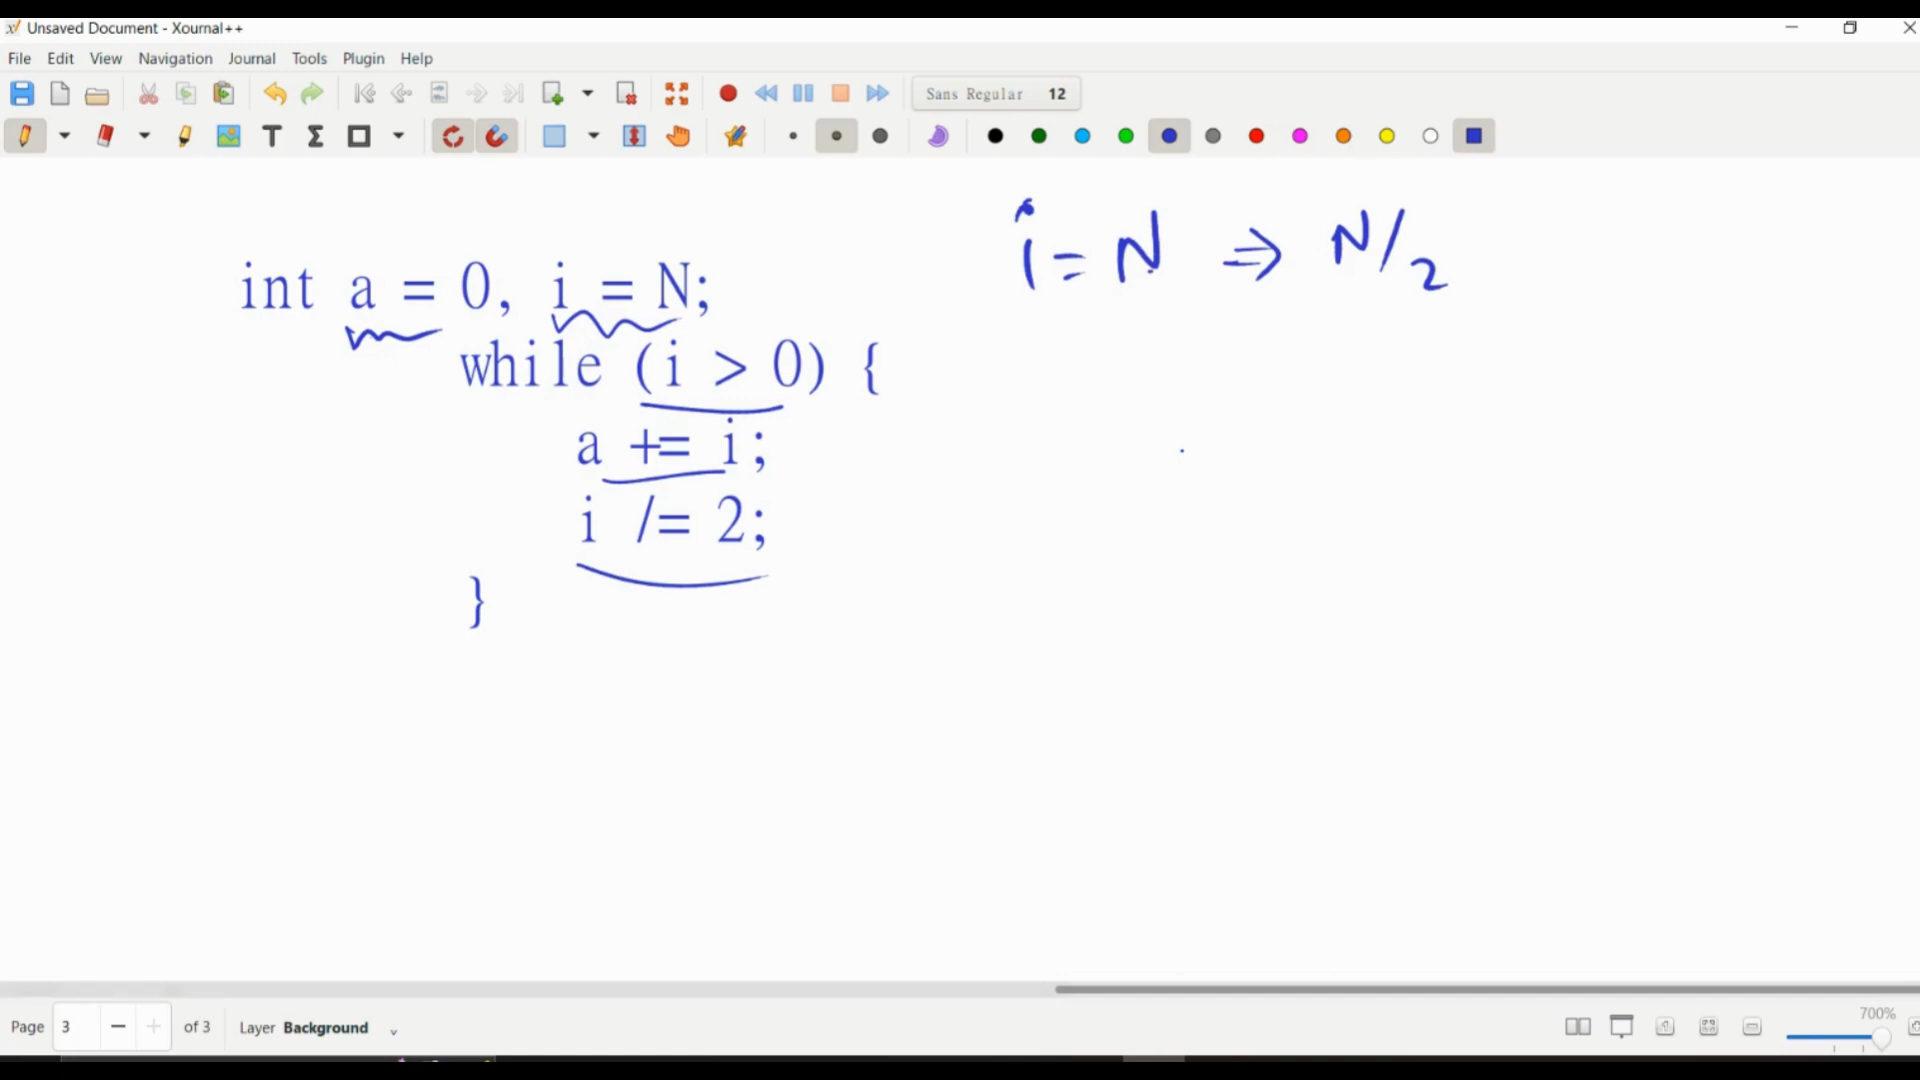 Unsaved Document - Xournal++
File Edit View Navigation Journal Tools Plugin Help
Sans Regular 12
T Σ
i = N ⇒ N/2
int a = 0, i = N;
while (i > 0) {
a += i;
i /= 2;
}
Page 3 of 3 Layer Background
700%